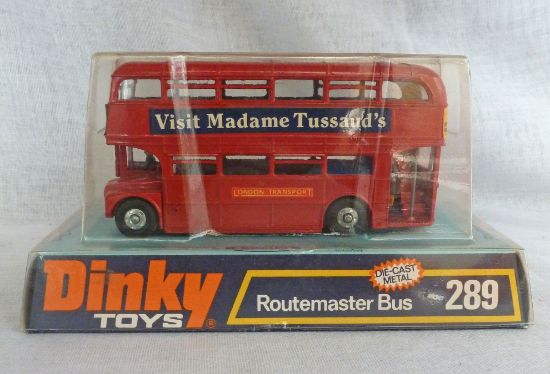 Visit Madame Tussaud's
LONDON TRANSPORT
Dinky
TOYS®
DIE-CAST
METAL
Routemaster Bus
289